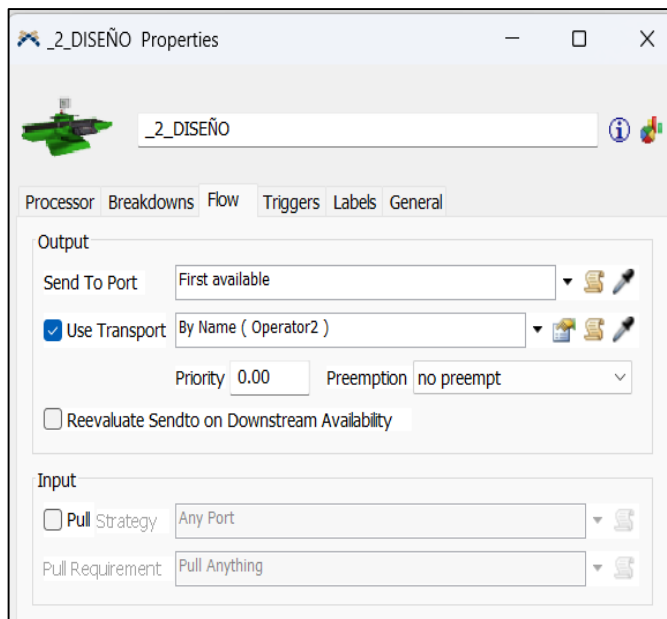 _2_DISEÑO Properties
_2_DISEÑO
Processor Breakdowns Flow Triggers Labels General
Output
Send To Port First available
Use Transport By Name ( Operator2 )
Priority 0.00 Preemption no preempt
Reevaluate Sendto on Downstream Availability
Input
Pull Strategy Any Port
Pull Requirement Pull Anything